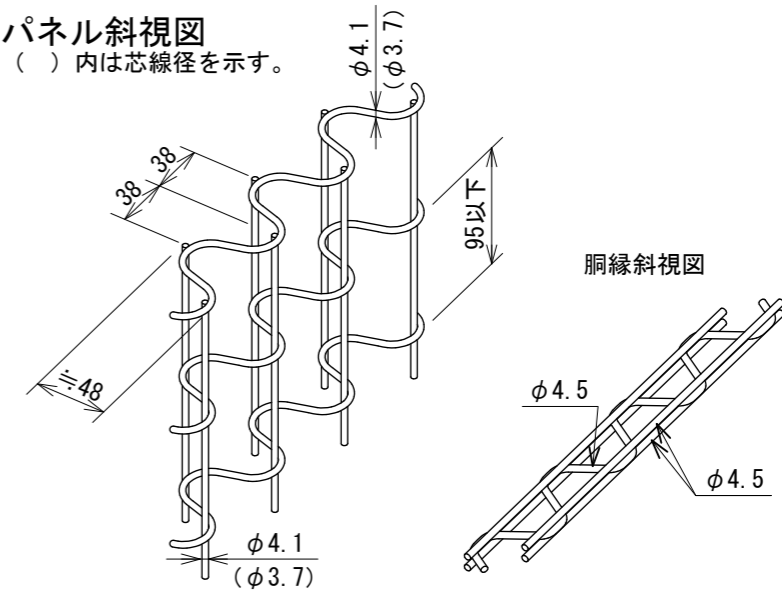 パネル斜視図
（　）内は芯線径を示す。
φ4.1
(φ3.7)
38
38
95以下
≒48
胴縁斜視図
φ4.5
φ4.5
φ4.1
(φ3.7)